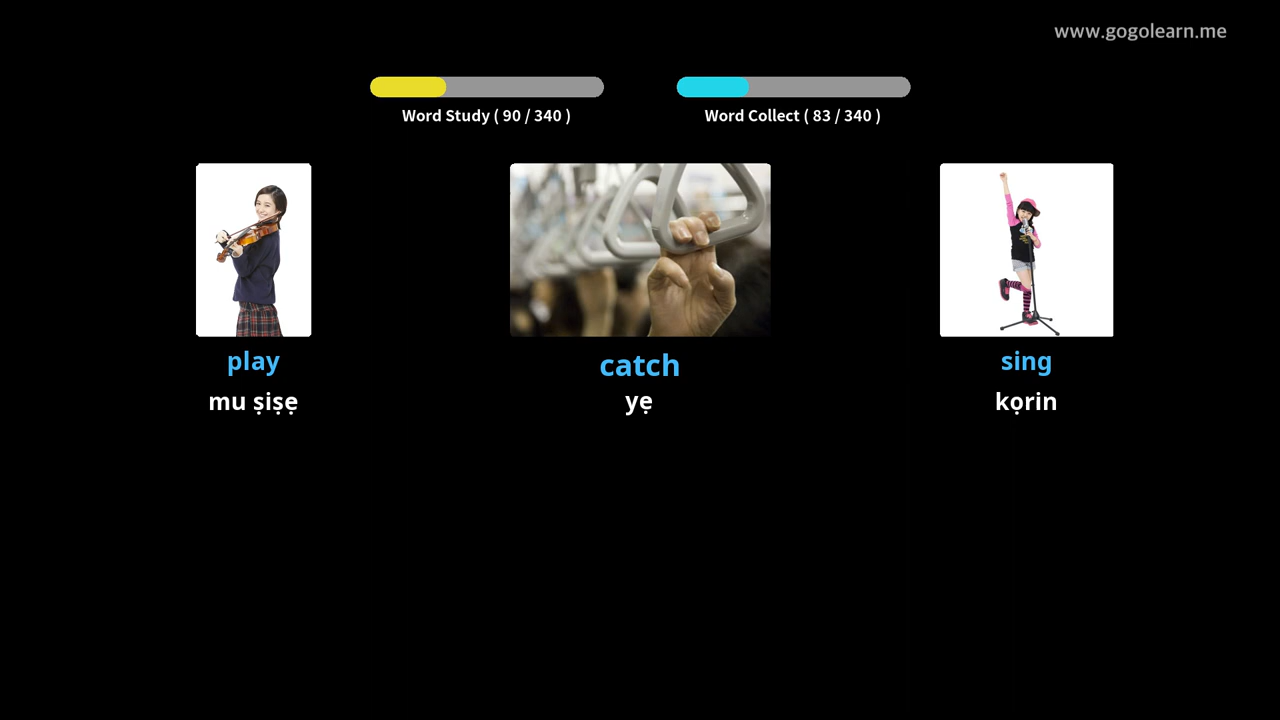 www.gogolearn.me
Word Study ( 90 / 340 )
Word Collect ( 83 / 340 )
play
catch
sing
mu ṣiṣẹ
yẹ
kọrin